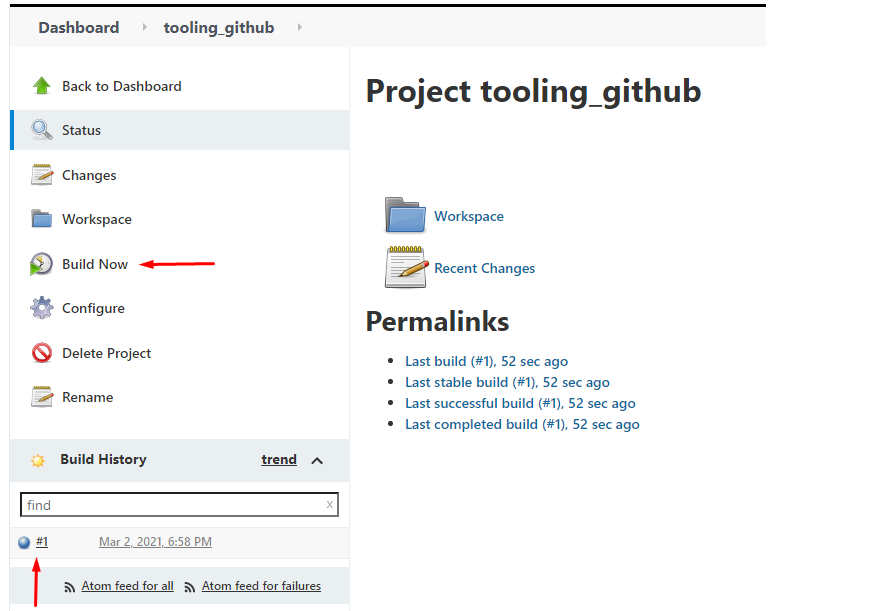 Dashboard tooling_github
Back to Dashboard
Status
Changes
Workspace
Build Now
Configure
Delete Project
Rename
Build History trend
find x
#1 Mar 2, 2021, 6:58 PM
Atom feed for all Atom feed for failures
Project tooling_github
Workspace
Recent Changes
Permalinks
Last build (#1), 52 sec ago
Last stable build (#1), 52 sec ago
Last successful build (#1), 52 sec ago
Last completed build (#1), 52 sec ago